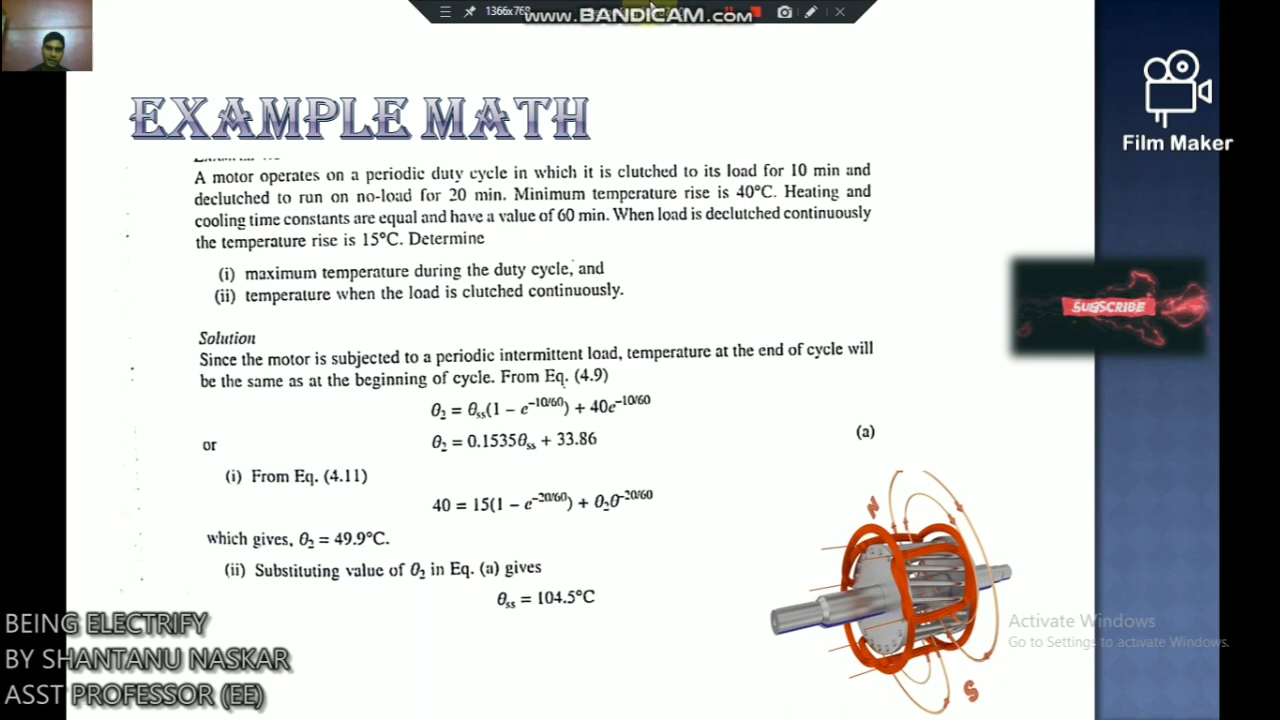 1366x768
www.BANDICAM.com
EXAMPLE MATH
Film Maker
A motor operates on a periodic duty cycle in which it is clutched to its load for 10 min and
declutched to run on no-load for 20 min. Minimum temperature rise is 40°C. Heating and
cooling time constants are equal and have a value of 60 min. When load is declutched continuously
the temperature rise is 15°C. Determine
(i) maximum temperature during the duty cycle, and
(ii) temperature when the load is clutched continuously.
SUBSCRIBE
Solution
Since the motor is subjected to a periodic intermittent load, temperature at the end of cycle will
be the same as at the beginning of cycle. From Eq. (4.9)
θ₂ = θₛₛ(1 − e^−10/60) + 40e^−10/60
or θ₂ = 0.1535θₛₛ + 33.86 (a)
(i) From Eq. (4.11)
40 = 15(1 − e^−20/60) + θ₂θ^−20/60
which gives, θ₂ = 49.9°C.
(ii) Substituting value of θ₂ in Eq. (a) gives
θₛₛ = 104.5°C
N
S
BEING ELECTRIFY
BY SHANTANU NASKAR
ASST PROFESSOR (EE)
Activate Windows
Go to Settings to activate Windows.